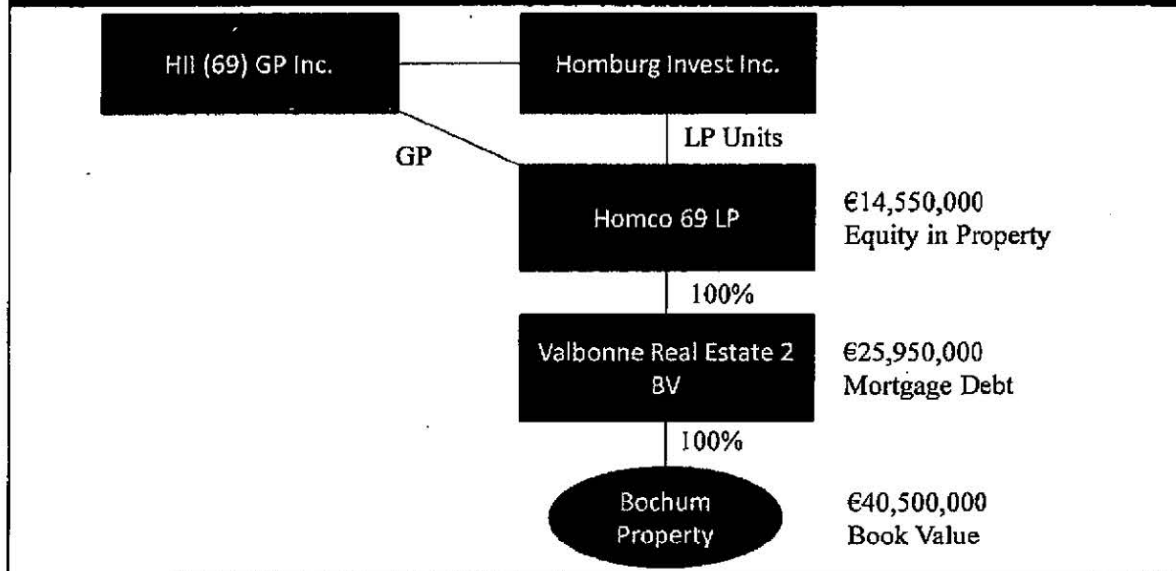 HII (69) GP Inc.
Homburg Invest Inc.
GP
LP Units
Homco 69 LP
€14,550,000
Equity in Property
100%
Valbonne Real Estate 2
BV
€25,950,000
Mortgage Debt
100%
Bochum
Property
€40,500,000
Book Value